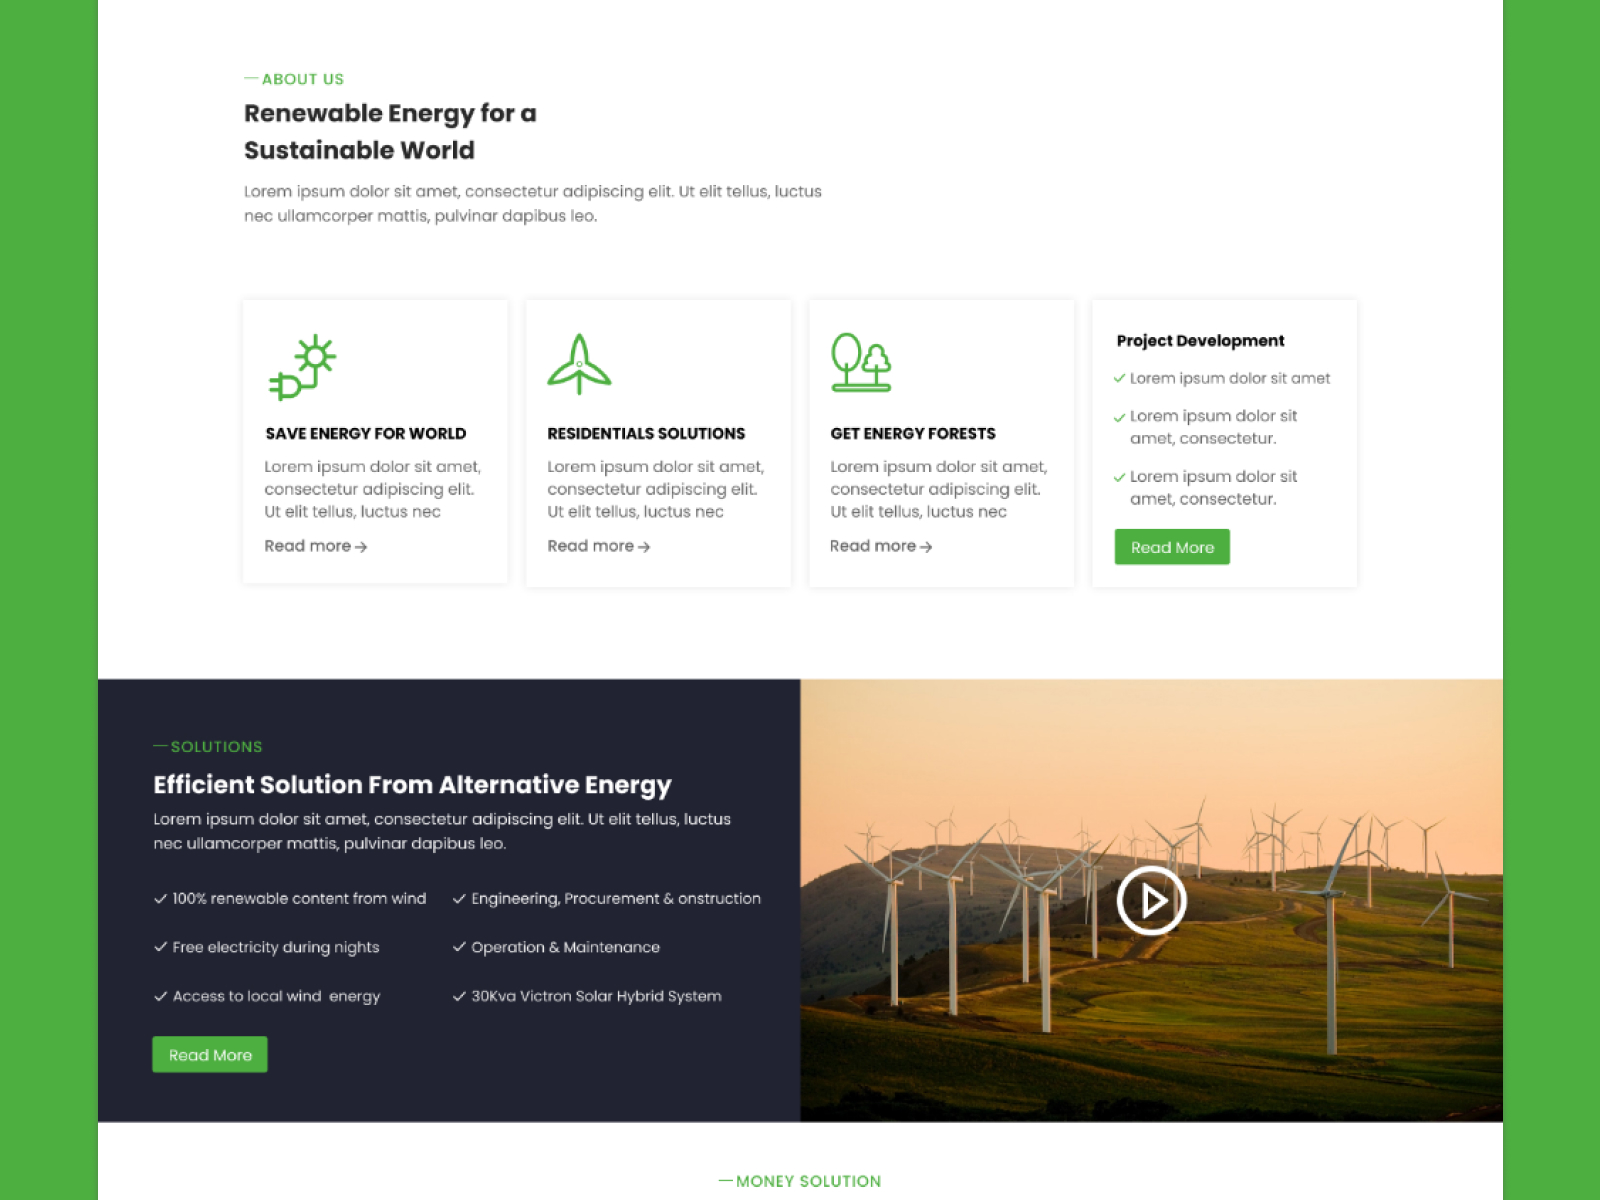 ABOUT US
Renewable Energy for a
Sustainable World
Lorem ipsum dolor sit amet, consectetur adipiscing elit. Ut elit tellus, luctus
nec ullamcorper mattis, pulvinar dapibus leo.
SAVE ENERGY FOR WORLD
Lorem ipsum dolor sit amet,
consectetur adipiscing elit.
Ut elit tellus, luctus nec
Read more
RESIDENTIALS SOLUTIONS
Lorem ipsum dolor sit amet,
consectetur adipiscing elit.
Ut elit tellus, luctus nec
Read more
GET ENERGY FORESTS
Lorem ipsum dolor sit amet,
consectetur adipiscing elit.
Ut elit tellus, luctus nec
Read more
Project Development
Lorem ipsum dolor sit amet
Lorem ipsum dolor sit
amet, consectetur.
Lorem ipsum dolor sit
amet, consectetur.
Read More
SOLUTIONS
Efficient Solution From Alternative Energy
Lorem ipsum dolor sit amet, consectetur adipiscing elit. Ut elit tellus, luctus
nec ullamcorper mattis, pulvinar dapibus leo.
100% renewable content from wind
Engineering, Procurement & onstruction
Free electricity during nights
Operation & Maintenance
Access to local wind energy
30Kva Victron Solar Hybrid System
Read More
MONEY SOLUTION